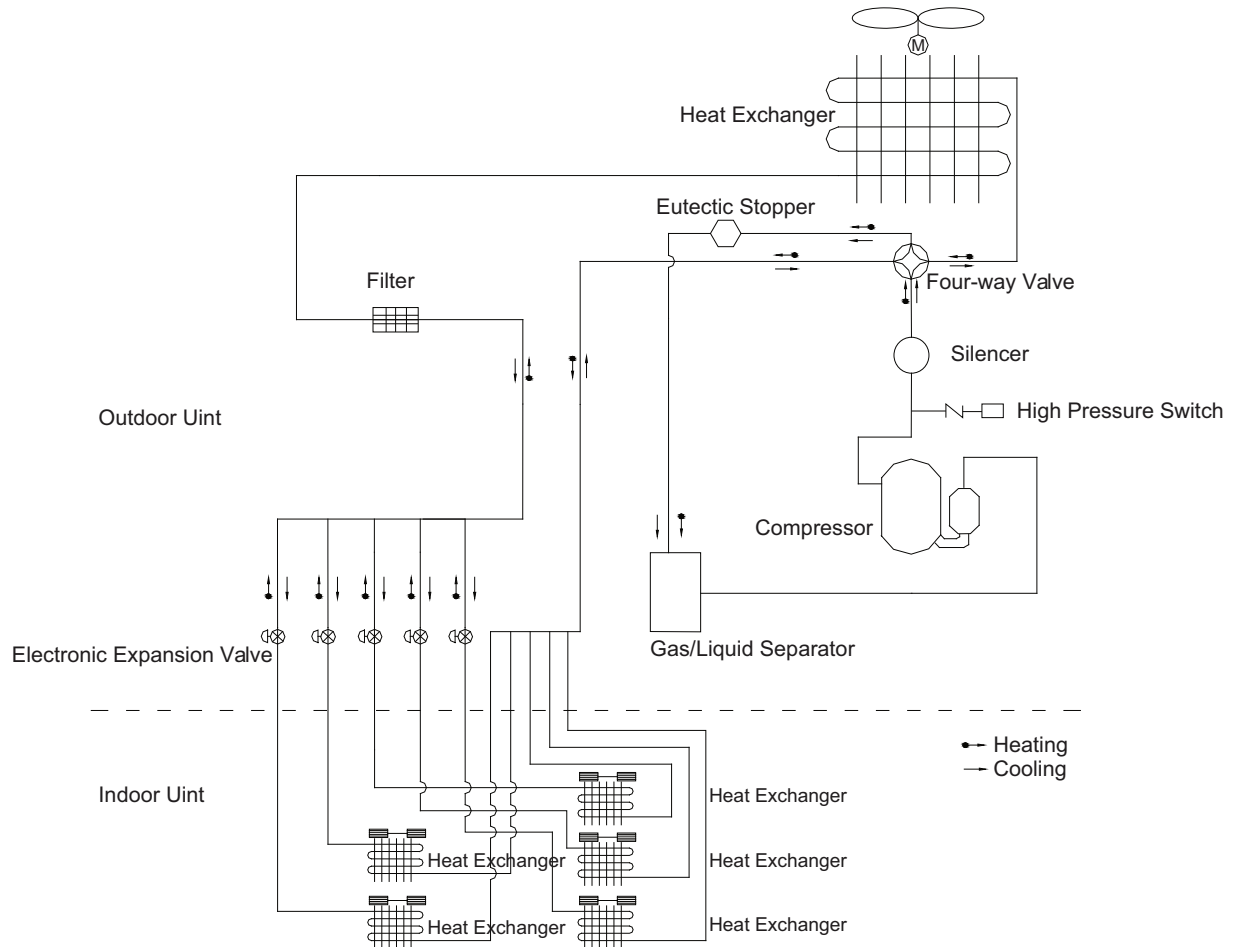 M
Heat Exchanger
Eutectic Stopper
Filter
Four-way Valve
Silencer
Outdoor Uint
High Pressure Switch
Compressor
Electronic Expansion Valve
Gas/Liquid Separator
Heating
Cooling
Indoor Uint
Heat Exchanger
Heat Exchanger
Heat Exchanger
Heat Exchanger
Heat Exchanger